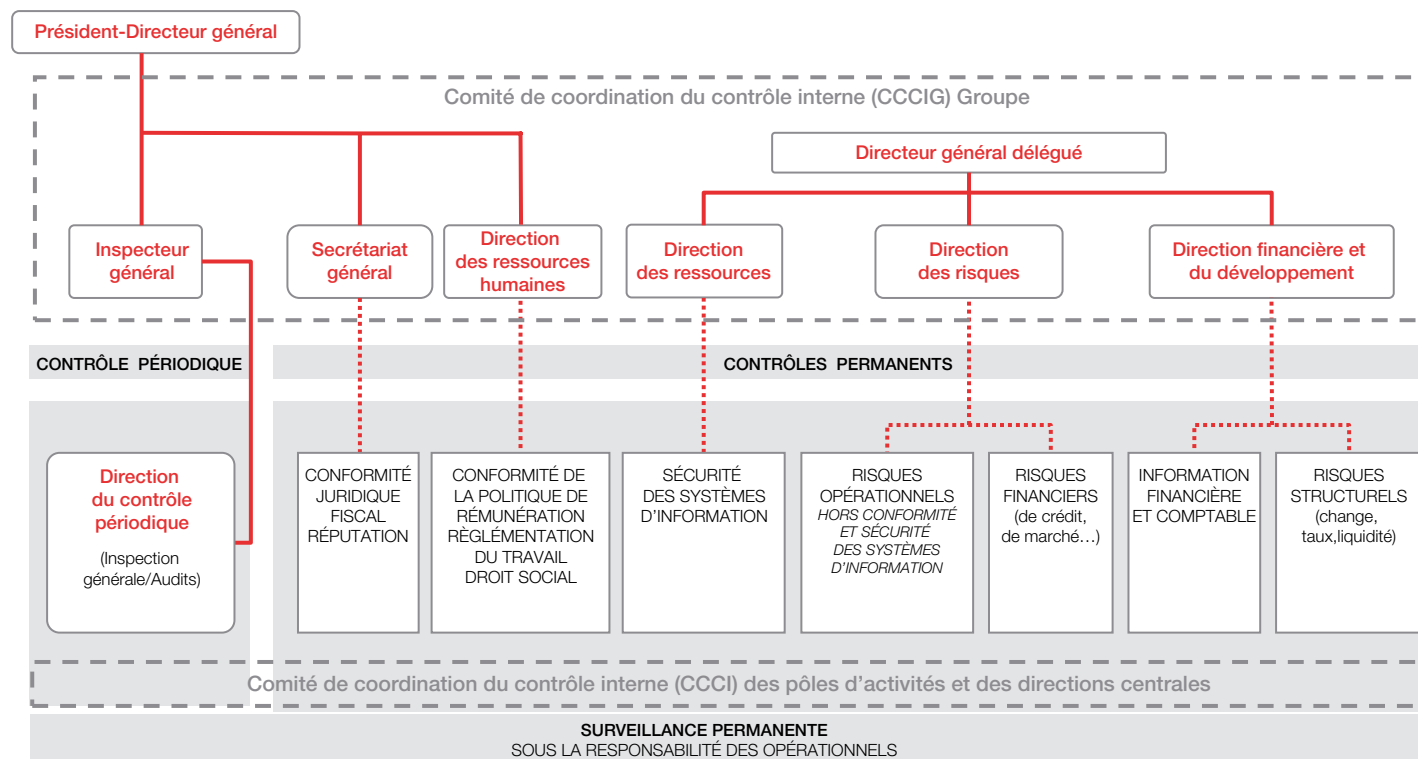 Président-Directeur général
Comité de coordination du contrôle interne (CCCIG) Groupe
Directeur général délégué
Inspecteur
général
Secrétariat
général
Direction
des ressources
humaines
Direction
des ressources
Direction
des risques
Direction financière et
du développement
CONTRÔLE PÉRIODIQUE
CONTRÔLES PERMANENTS
Direction
du contrôle
périodique
(Inspection
générale/Audits)
CONFORMITÉ
JURIDIQUE
FISCAL
RÉPUTATION
CONFORMITÉ DE
LA POLITIQUE DE
RÉMUNÉRATION
RÈGLÉMENTATION
DU TRAVAIL
DROIT SOCIAL
SÉCURITÉ
DES SYSTÈMES
D'INFORMATION
RISQUES
OPÉRATIONNELS
HORS CONFORMITÉ
ET SÉCURITÉ
DES SYSTÈMES
D'INFORMATION
RISQUES
FINANCIERS
(de crédit,
de marché…)
INFORMATION
FINANCIÈRE
ET COMPTABLE
RISQUES
STRUCTURELS
(change,
taux,liquidité)
Comité de coordination du contrôle interne (CCCI) des pôles d'activités et des directions centrales
SURVEILLANCE PERMANENTE
SOUS LA RESPONSABILITÉ DES OPÉRATIONNELS